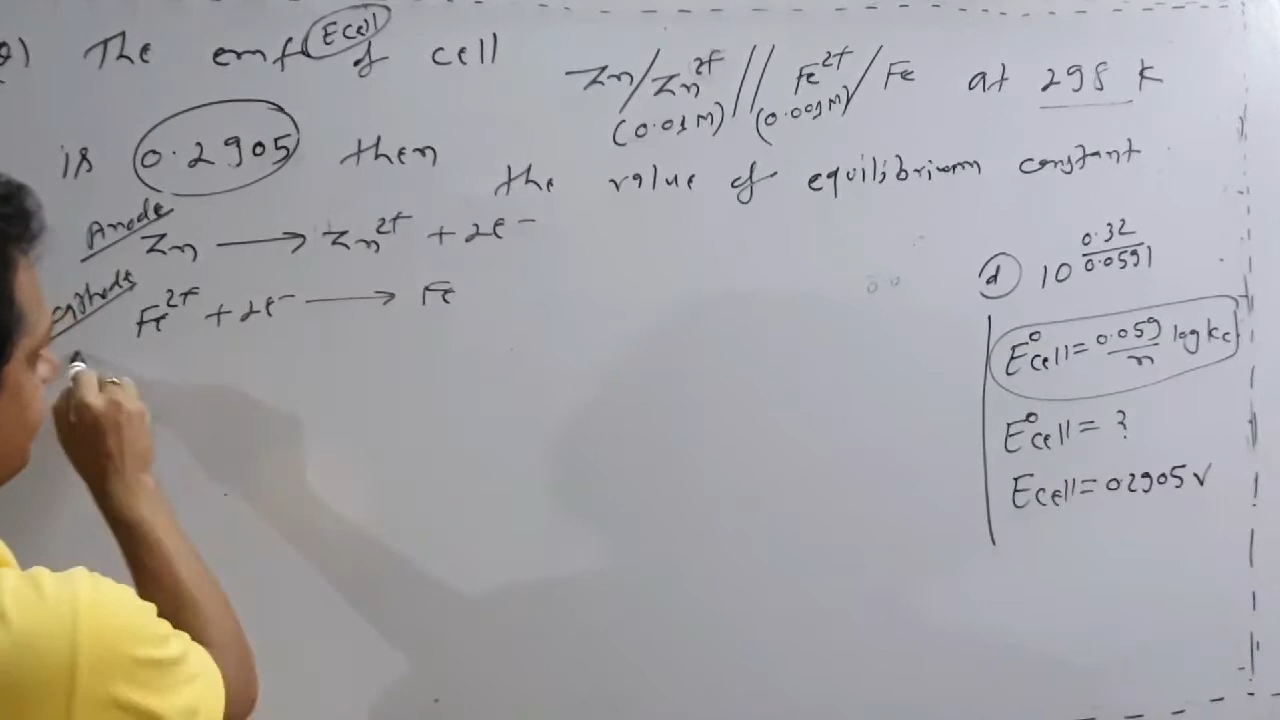 The emf of cell Zn/Zn²⁺//Fe²⁺/Fe at 298 K
Ecell
(0.01M) (0.001M)
is 0.2905 then the value of equilibrium constant
Anode Zn ⟶ Zn²⁺ + 2e⁻
cathode Fe²⁺ + 2e⁻ ⟶ Fe
(d) 10^(0.32/0.0591)
E⁰cell = 0.059/n log Kc
E⁰cell = ?
Ecell = 0.2905 V